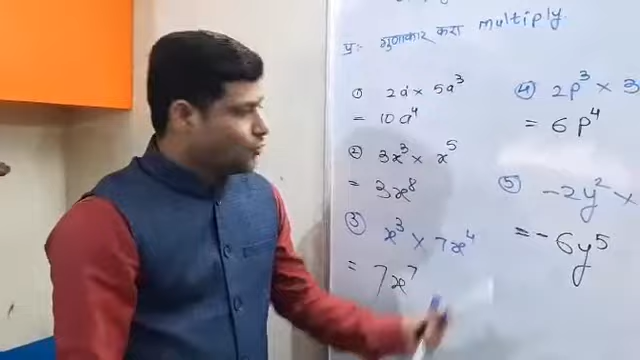 प्र:- गुणाकार करा multiply.
① 2a × 5a³
= 10a⁴
② 3x³ × x⁵
= 3x⁸
③ x³ × 7x⁴
= 7x⁷
④ 2p³ × 3
= 6p⁴
⑤ -2y² ×
= -6y⁵